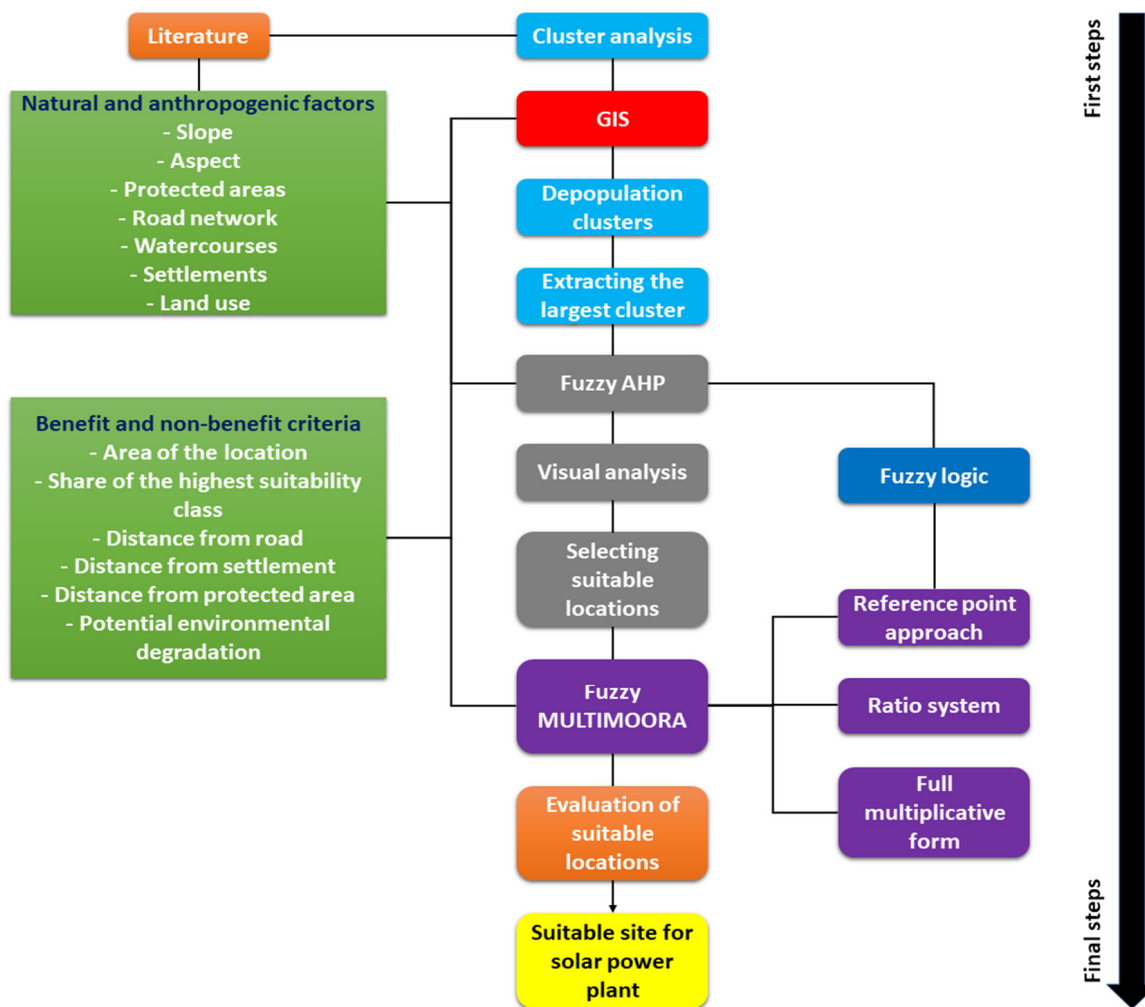 Literature
Cluster analysis
First steps
Natural and anthropogenic factors
- Slope
- Aspect
- Protected areas
- Road network
- Watercourses
- Settlements
- Land use
GIS
Depopulation
clusters
Extracting the
largest cluster
Fuzzy AHP
Benefit and non-benefit criteria
- Area of the location
- Share of the highest suitability
class
- Distance from road
- Distance from settlement
- Distance from protected area
- Potential environmental
degradation
Visual analysis
Fuzzy logic
Selecting
suitable
locations
Reference point
approach
Fuzzy
MULTIMOORA
Ratio system
Full
multiplicative
form
Evaluation of
suitable
locations
Suitable site for
solar power
plant
Final steps